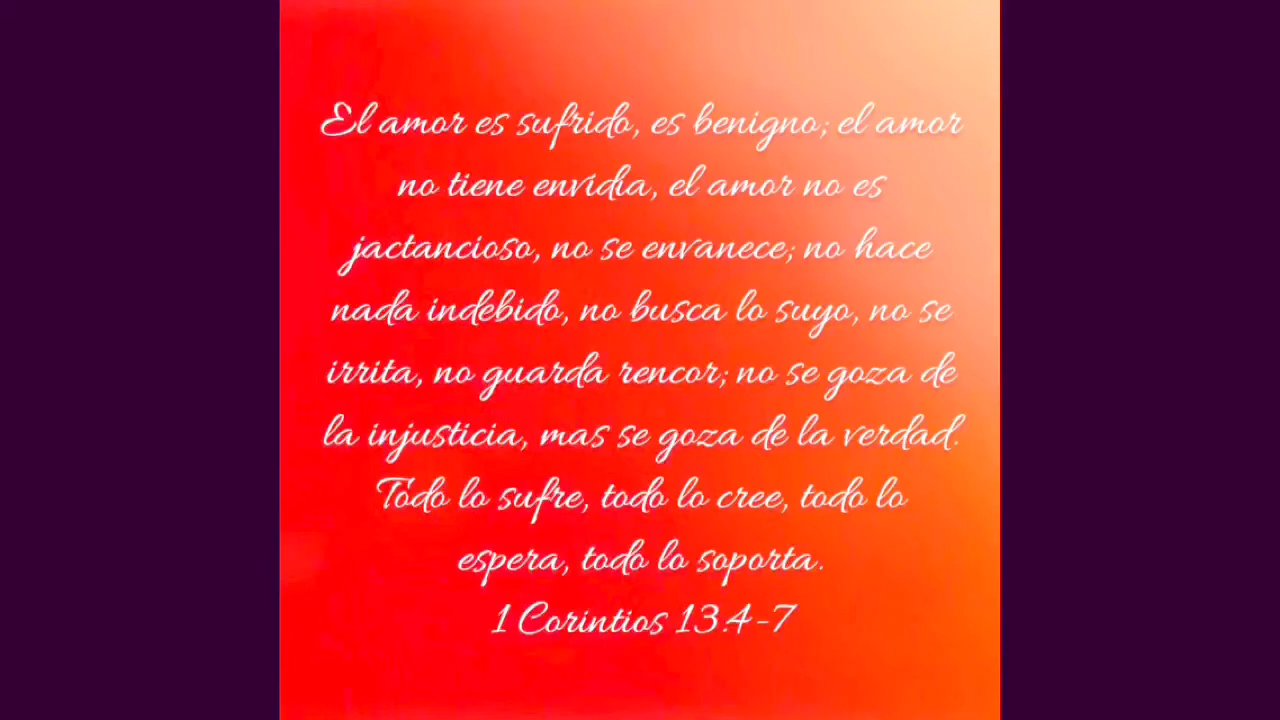 El amor es sufrido, es benigno; el amor
no tiene envidia, el amor no es
jactancioso, no se envanece; no hace
nada indebido, no busca lo suyo, no se
irrita, no guarda rencor; no se goza de
la injusticia, mas se goza de la verdad.
Todo lo sufre, todo lo cree, todo lo
espera, todo lo soporta.
1 Corintios 13.4-7